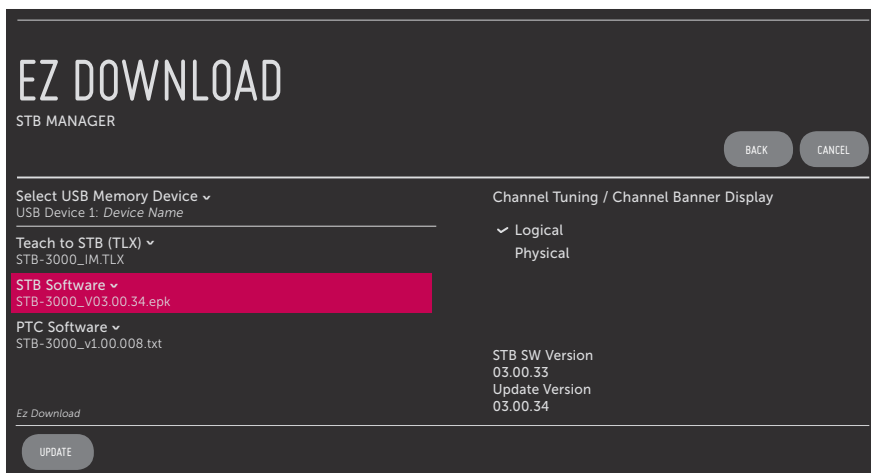 EZ DOWNLOAD
STB MANAGER
BACK
CANCEL
Select USB Memory Device
USB Device 1: Device Name
Teach to STB (TLX)
STB-3000_IM.TLX
STB Software
STB-3000_V03.00.34.epk
PTC Software
STB-3000_v1.00.008.txt
Ez Download
Channel Tuning / Channel Banner Display
Logical
Physical
STB SW Version
03.00.33
Update Version
03.00.34
UPDATE